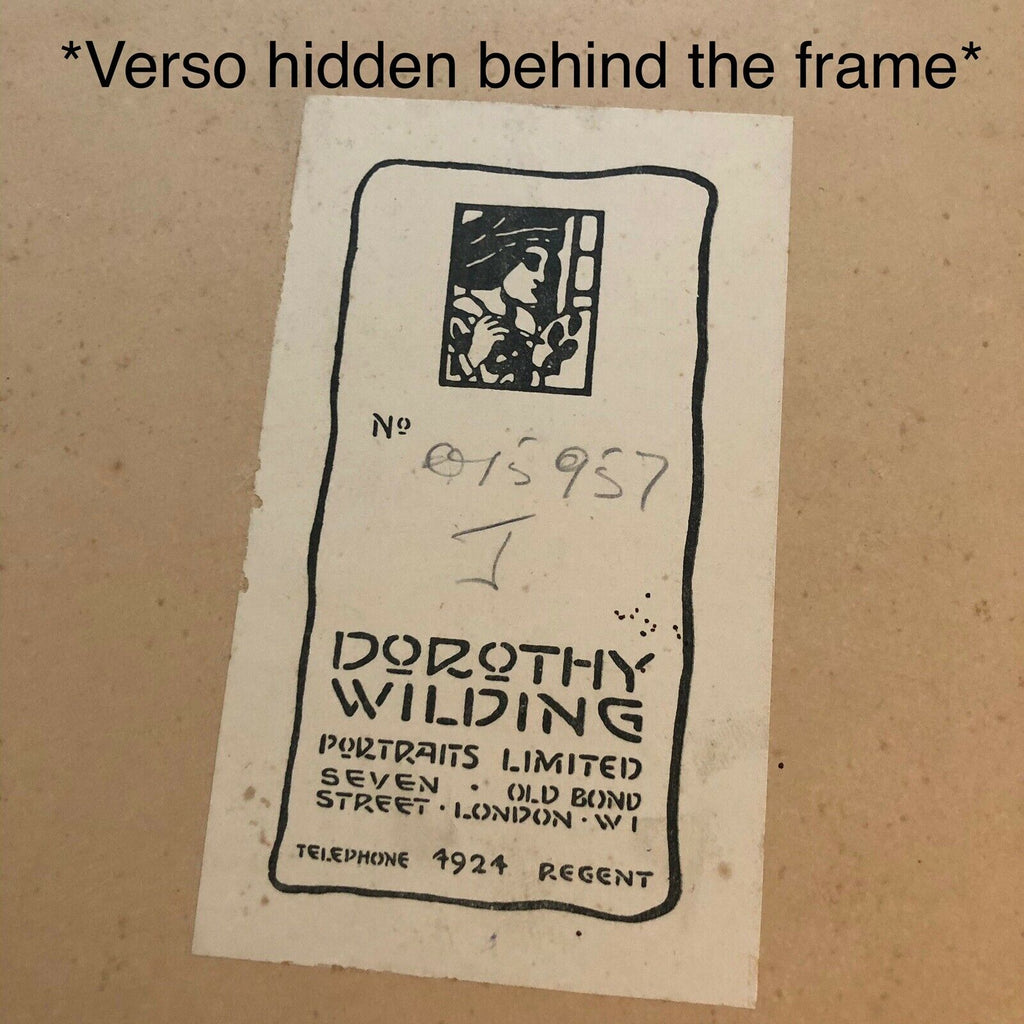 *Verso hidden behind the frame*
Nº
015957
J
DOROTHY
WILDING
PORTRAITS LIMITED
SEVEN · OLD BOND
STREET · LONDON · W1
TELEPHONE 4924 REGENT